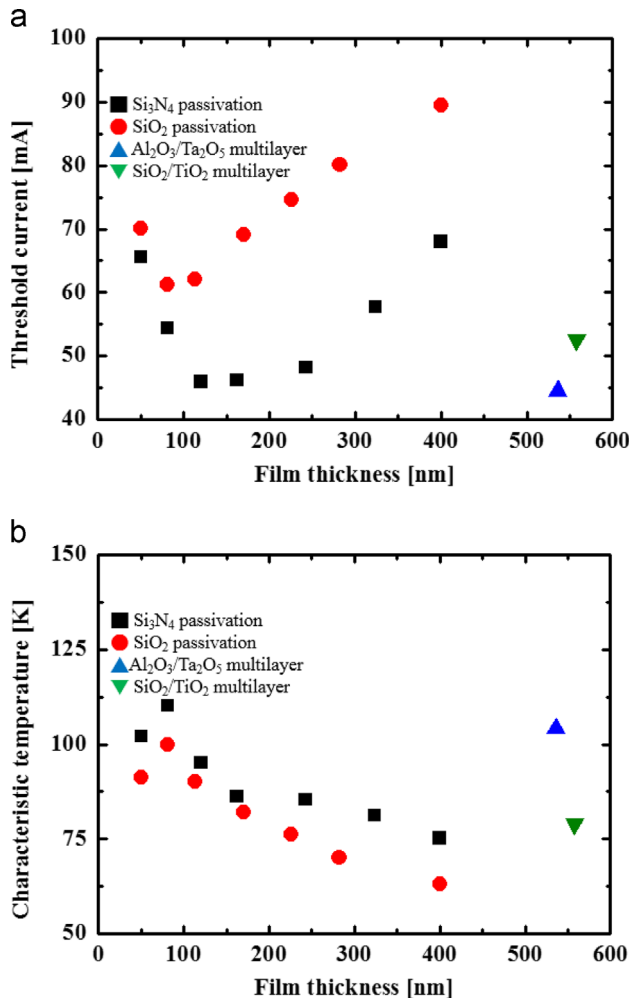 a
Threshold current [mA]
100
90
80
70
60
50
40
Si₃N₄ passivation
SiO₂ passivation
Al₂O₃/Ta₂O₅ multilayer
SiO₂/TiO₂ multilayer
0 100 200 300 400 500 600
Film thickness [nm]
b
Characteristic temperature [K]
150
125
100
75
50
Si₃N₄ passivation
SiO₂ passivation
Al₂O₃/Ta₂O₅ multilayer
SiO₂/TiO₂ multilayer
0 100 200 300 400 500 600
Film thickness [nm]